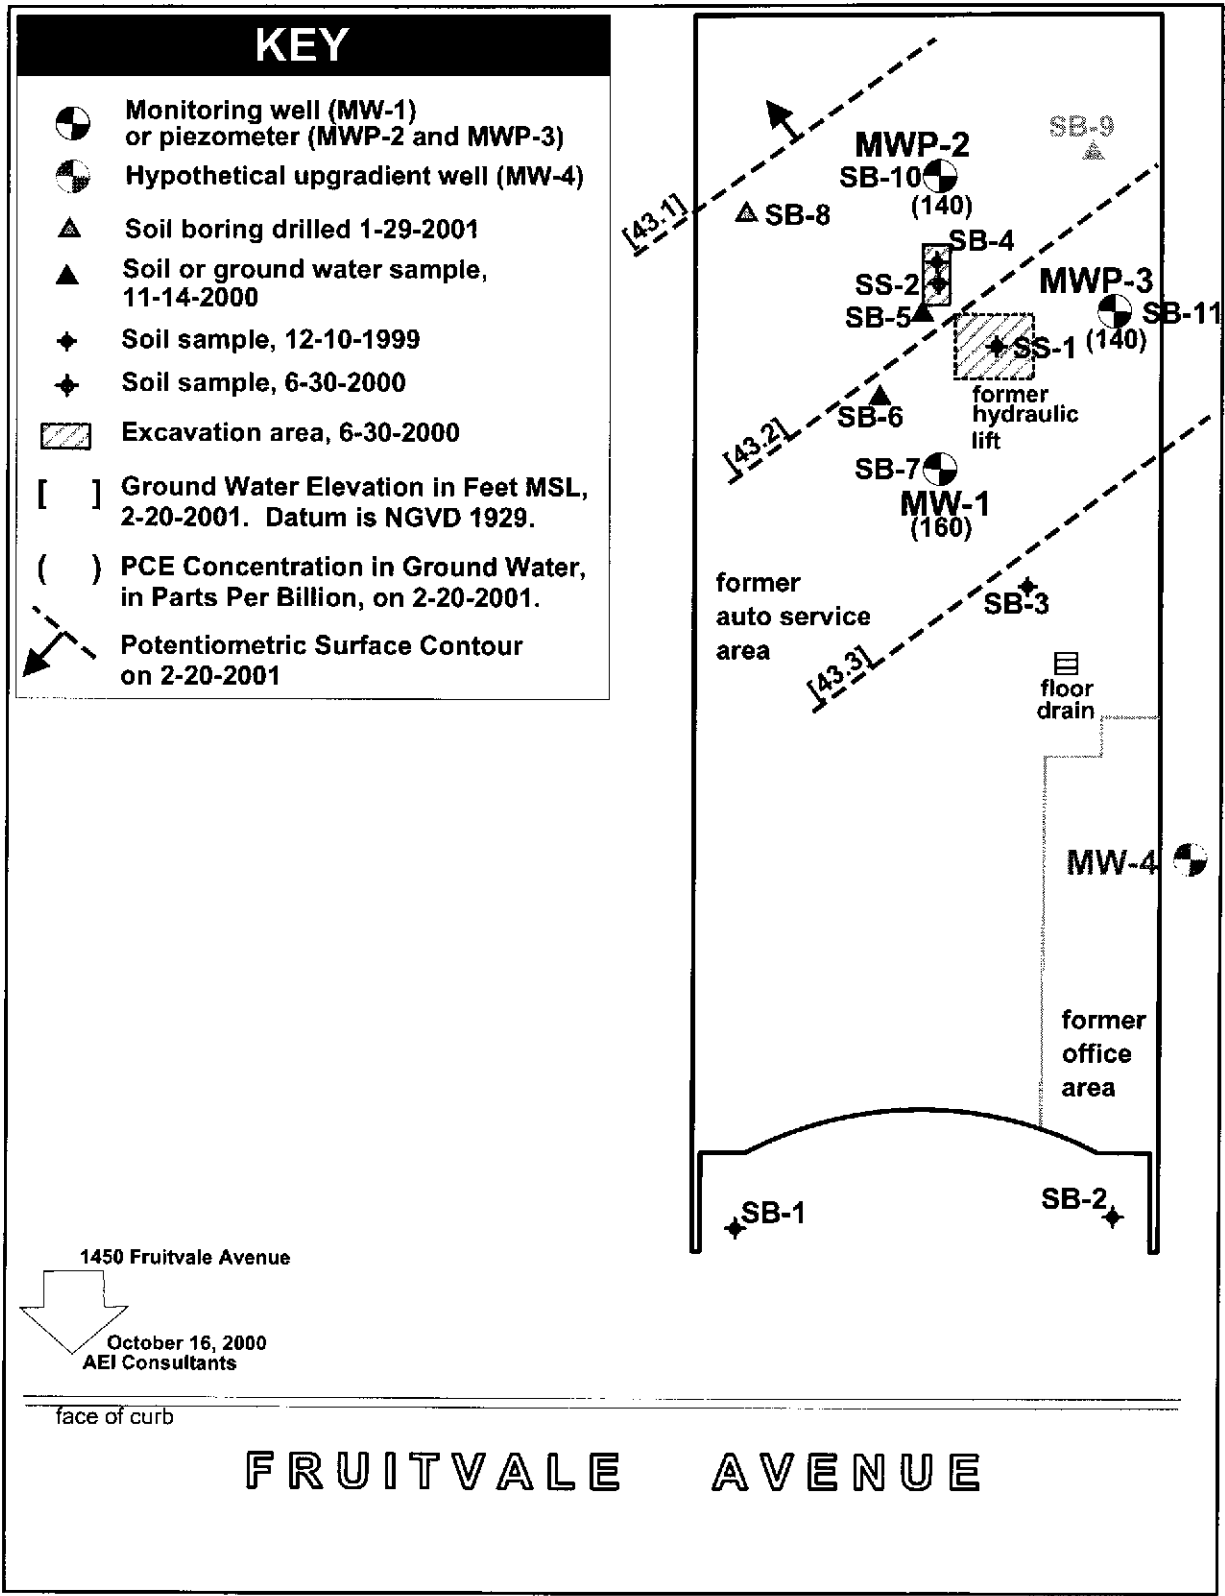 KEY
Monitoring well (MW-1)
or piezometer (MWP-2 and MWP-3)
Hypothetical upgradient well (MW-4)
Soil boring drilled 1-29-2001
Soil or ground water sample,
11-14-2000
Soil sample, 12-10-1999
Soil sample, 6-30-2000
Excavation area, 6-30-2000
[ ] Ground Water Elevation in Feet MSL,
2-20-2001. Datum is NGVD 1929.
( ) PCE Concentration in Ground Water,
in Parts Per Billion, on 2-20-2001.
Potentiometric Surface Contour
on 2-20-2001
SB-9
MWP-2
SB-10
(140)
[43.1]
SB-8
SB-4
SS-2
SB-5
MWP-3
SB-11
(140)
SS-1
former
hydraulic
lift
SB-6
[43.2]
SB-7
MW-1
(160)
former
auto service
area
SB-3
[43.3]
floor
drain
MW-4
former
office
area
SB-1
SB-2
1450 Fruitvale Avenue
October 16, 2000
AEI Consultants
face of curb
FRUITVALE AVENUE